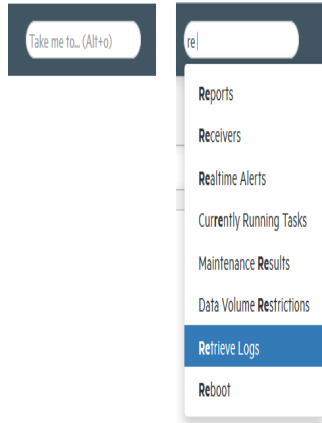 Take me to... (Alt+o)
re
Reports
Receivers
Realtime Alerts
Currently Running Tasks
Maintenance Results
Data Volume Restrictions
Retrieve Logs
Reboot